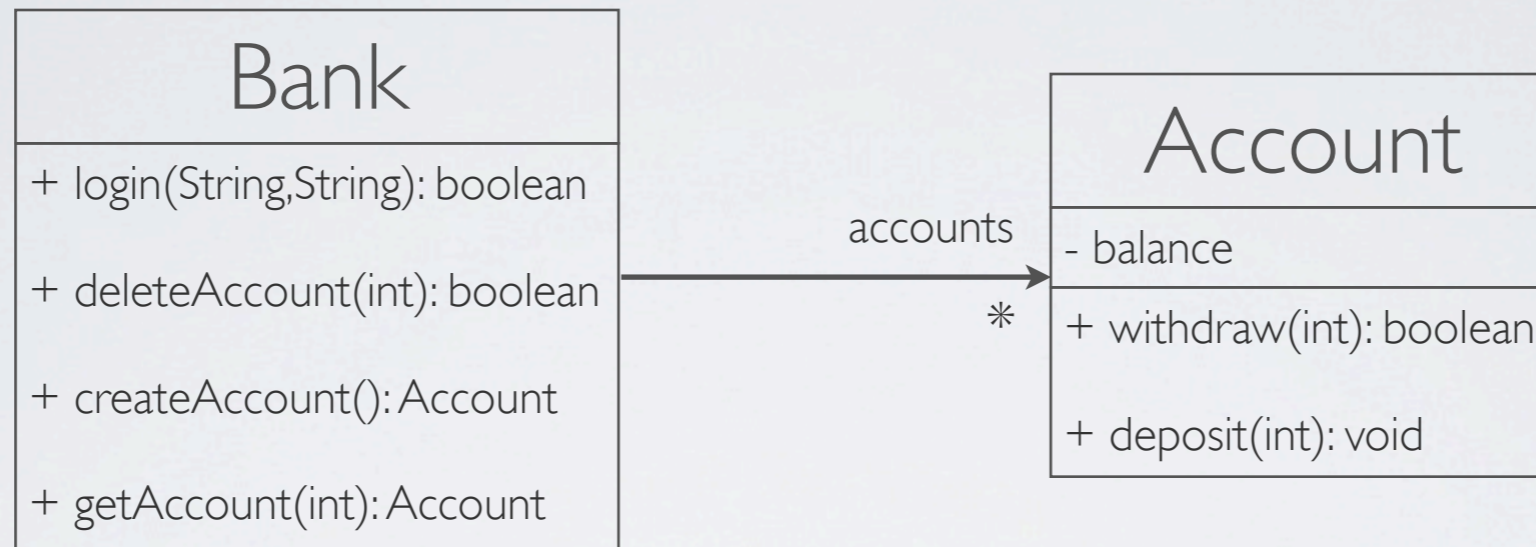 Bank
+ login(String,String): boolean
+ deleteAccount(int): boolean
+ createAccount(): Account
+ getAccount(int): Account
accounts
*
Account
- balance
+ withdraw(int): boolean
+ deposit(int): void